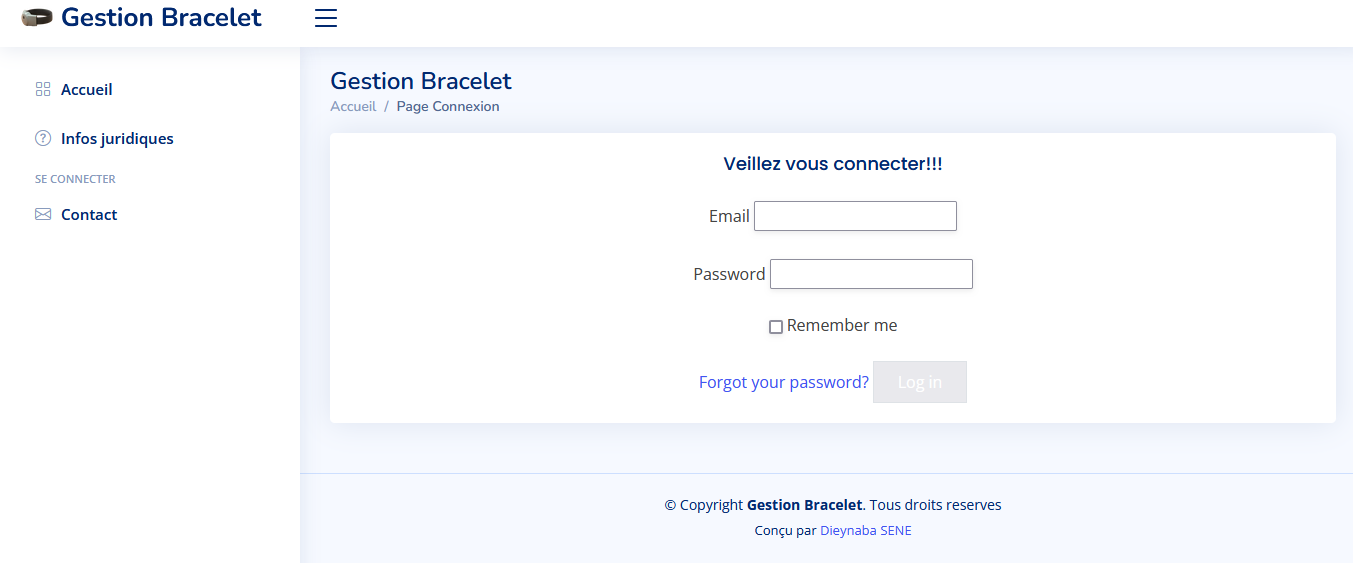 Gestion Bracelet
Accueil
Infos juridiques
SE CONNECTER
Contact
Gestion Bracelet
Accueil / Page Connexion
Veillez vous connecter!!!
Email
Password
Remember me
Forgot your password? Log in
© Copyright Gestion Bracelet. Tous droits reserves
Conçu par Dieynaba SENE